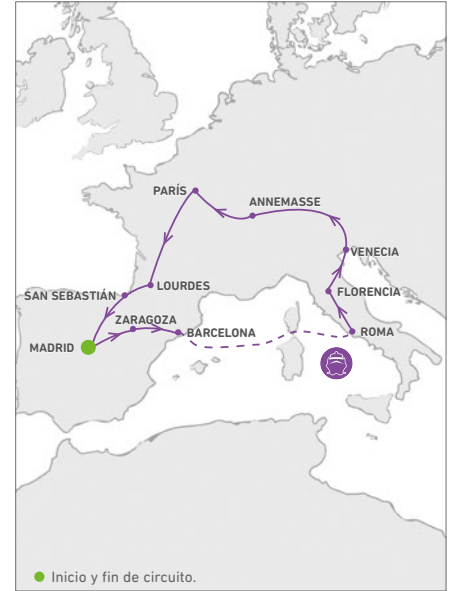 PARÍS
ANNEMASSE
VENECIA
LOURDES
SAN SEBASTIÁN
FLORENCIA
ZARAGOZA
BARCELONA
ROMA
MADRID
Inicio y fin de circuito.